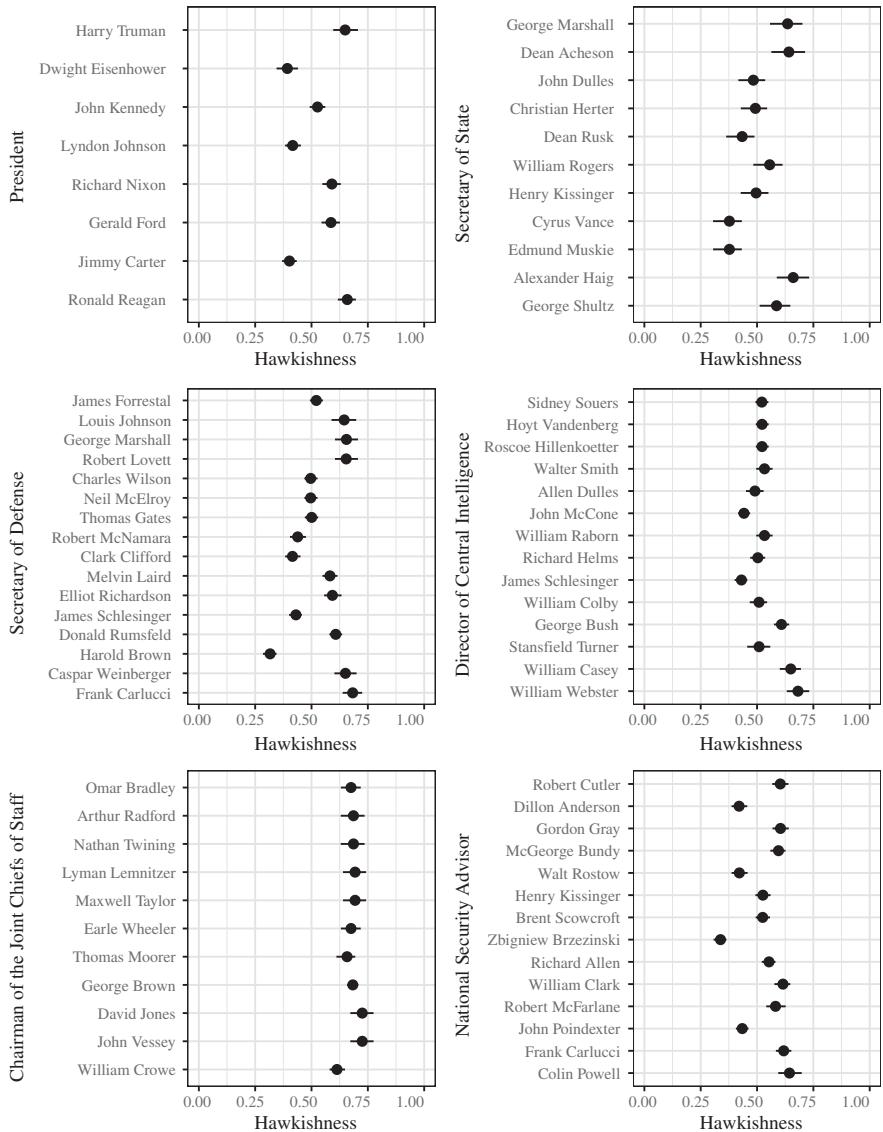 President
Harry Truman
Dwight Eisenhower
John Kennedy
Lyndon Johnson
Richard Nixon
Gerald Ford
Jimmy Carter
Ronald Reagan
0.00 0.25 0.50 0.75 1.00
Hawkishness
Secretary of State
George Marshall
Dean Acheson
John Dulles
Christian Herter
Dean Rusk
William Rogers
Henry Kissinger
Cyrus Vance
Edmund Muskie
Alexander Haig
George Shultz
0.00 0.25 0.50 0.75 1.00
Hawkishness
Secretary of Defense
James Forrestal
Louis Johnson
George Marshall
Robert Lovett
Charles Wilson
Neil McElroy
Thomas Gates
Robert McNamara
Clark Clifford
Melvin Laird
Elliot Richardson
James Schlesinger
Donald Rumsfeld
Harold Brown
Caspar Weinberger
Frank Carlucci
0.00 0.25 0.50 0.75 1.00
Hawkishness
Director of Central Intelligence
Sidney Souers
Hoyt Vandenberg
Roscoe Hillenkoetter
Walter Smith
Allen Dulles
John McCone
William Raborn
Richard Helms
James Schlesinger
William Colby
George Bush
Stansfield Turner
William Casey
William Webster
0.00 0.25 0.50 0.75 1.00
Hawkishness
Chairman of the Joint Chiefs of Staff
Omar Bradley
Arthur Radford
Nathan Twining
Lyman Lemnitzer
Maxwell Taylor
Earle Wheeler
Thomas Moorer
George Brown
David Jones
John Vessey
William Crowe
0.00 0.25 0.50 0.75 1.00
Hawkishness
National Security Advisor
Robert Cutler
Dillon Anderson
Gordon Gray
McGeorge Bundy
Walt Rostow
Henry Kissinger
Brent Scowcroft
Zbigniew Brzezinski
Richard Allen
William Clark
Robert McFarlane
John Poindexter
Frank Carlucci
Colin Powell
0.00 0.25 0.50 0.75 1.00
Hawkishness